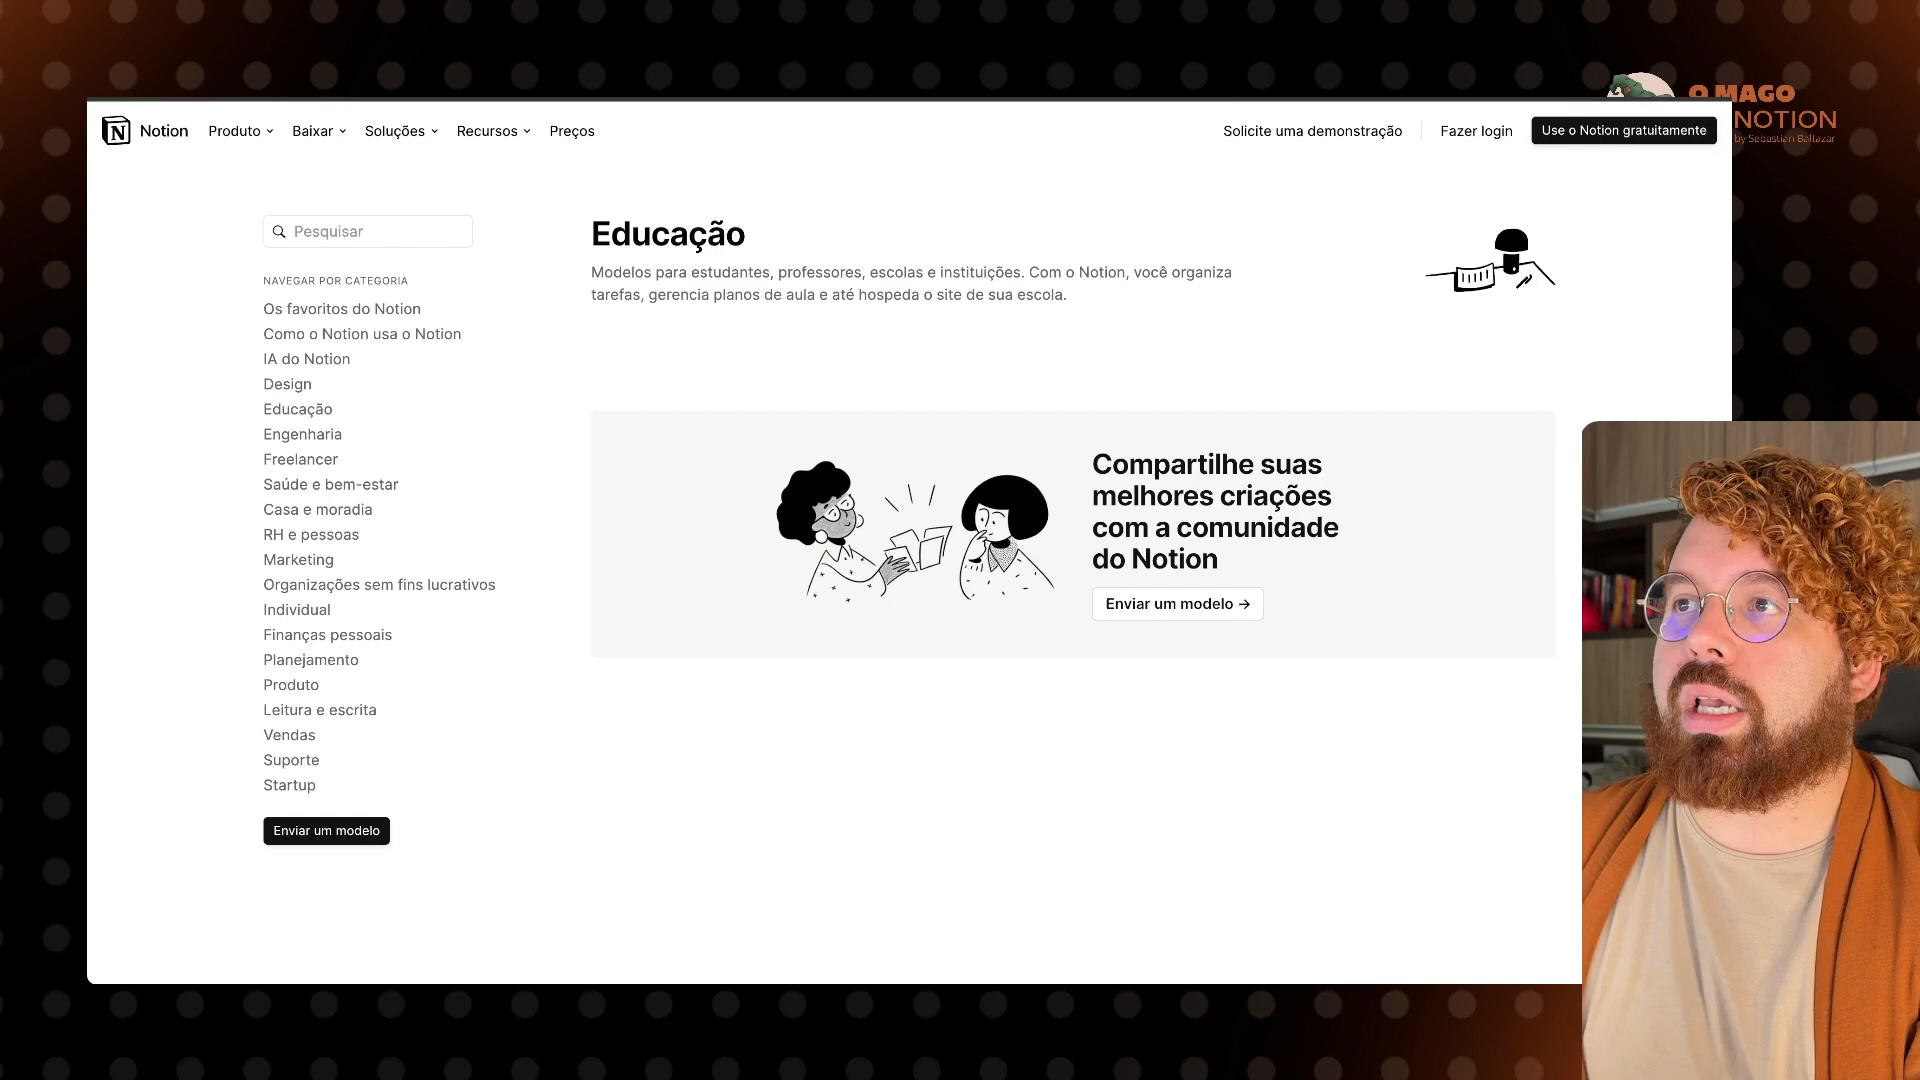 O MAGO
NOTION
by Sebastian Baltazar
Notion
Produto
Baixar
Soluções
Recursos
Preços
Solicite uma demonstração
Fazer login
Use o Notion gratuitamente
Pesquisar
NAVEGAR POR CATEGORIA
Os favoritos do Notion
Como o Notion usa o Notion
IA do Notion
Design
Educação
Engenharia
Freelancer
Saúde e bem-estar
Casa e moradia
RH e pessoas
Marketing
Organizações sem fins lucrativos
Individual
Finanças pessoais
Planejamento
Produto
Leitura e escrita
Vendas
Suporte
Startup
Enviar um modelo
Educação
Modelos para estudantes, professores, escolas e instituições. Com o Notion, você organiza
tarefas, gerencia planos de aula e até hospeda o site de sua escola.
Compartilhe suas
melhores criações
com a comunidade
do Notion
Enviar um modelo →